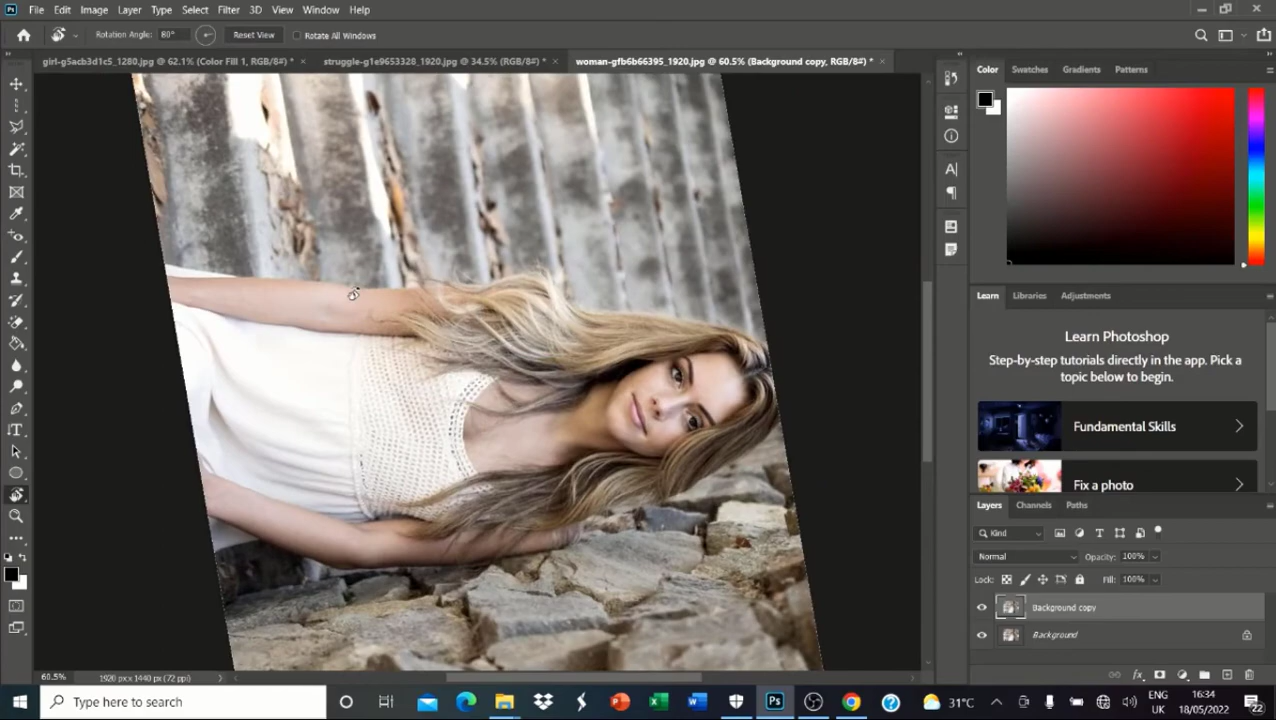 Ps File Edit Image Layer Type Select Filter 3D View Window Help
Rotation Angle: 80° Reset View Rotate All Windows
girl-g5acb3d1c5_1280.jpg @ 62.1% (Color Fill 1, RGB/8#) * × struggle-g1e9653328_1920.jpg @ 34.5% (RGB/8#) * × woman-gfb6b66395_1920.jpg @ 60.5% (Background copy, RGB/8#) * ×
Color Swatches Gradients Patterns
Learn Libraries Adjustments
Learn Photoshop
Step-by-step tutorials directly in the app. Pick a
topic below to begin.
Fundamental Skills
Fix a photo
Layers Channels Paths
Kind
Normal Opacity: 100%
Lock: Fill: 100%
Background copy
Background
60.5% 1920 px x 1440 px (72 ppi)
Type here to search
Ps
31°C
ENG
UK
16:34
18/05/2022
22